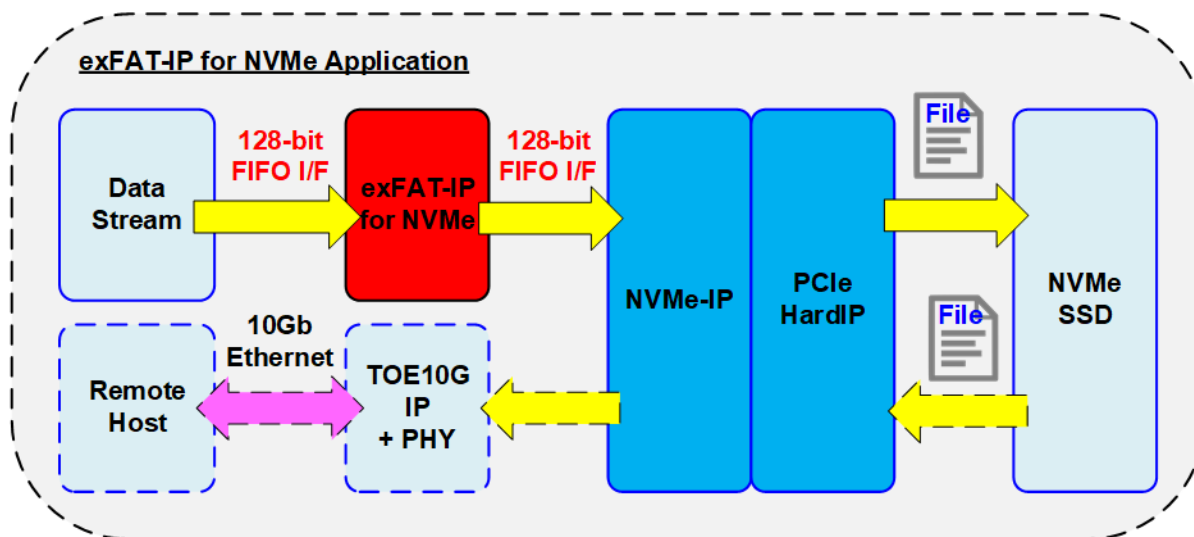 exFAT-IP for NVMe Application
Data
Stream
128-bit
FIFO I/F
exFAT-IP
for NVMe
128-bit
FIFO I/F
NVMe-IP
PCIe
HardIP
File
NVMe
SSD
File
Remote
Host
10Gb
Ethernet
TOE10G
IP
+ PHY